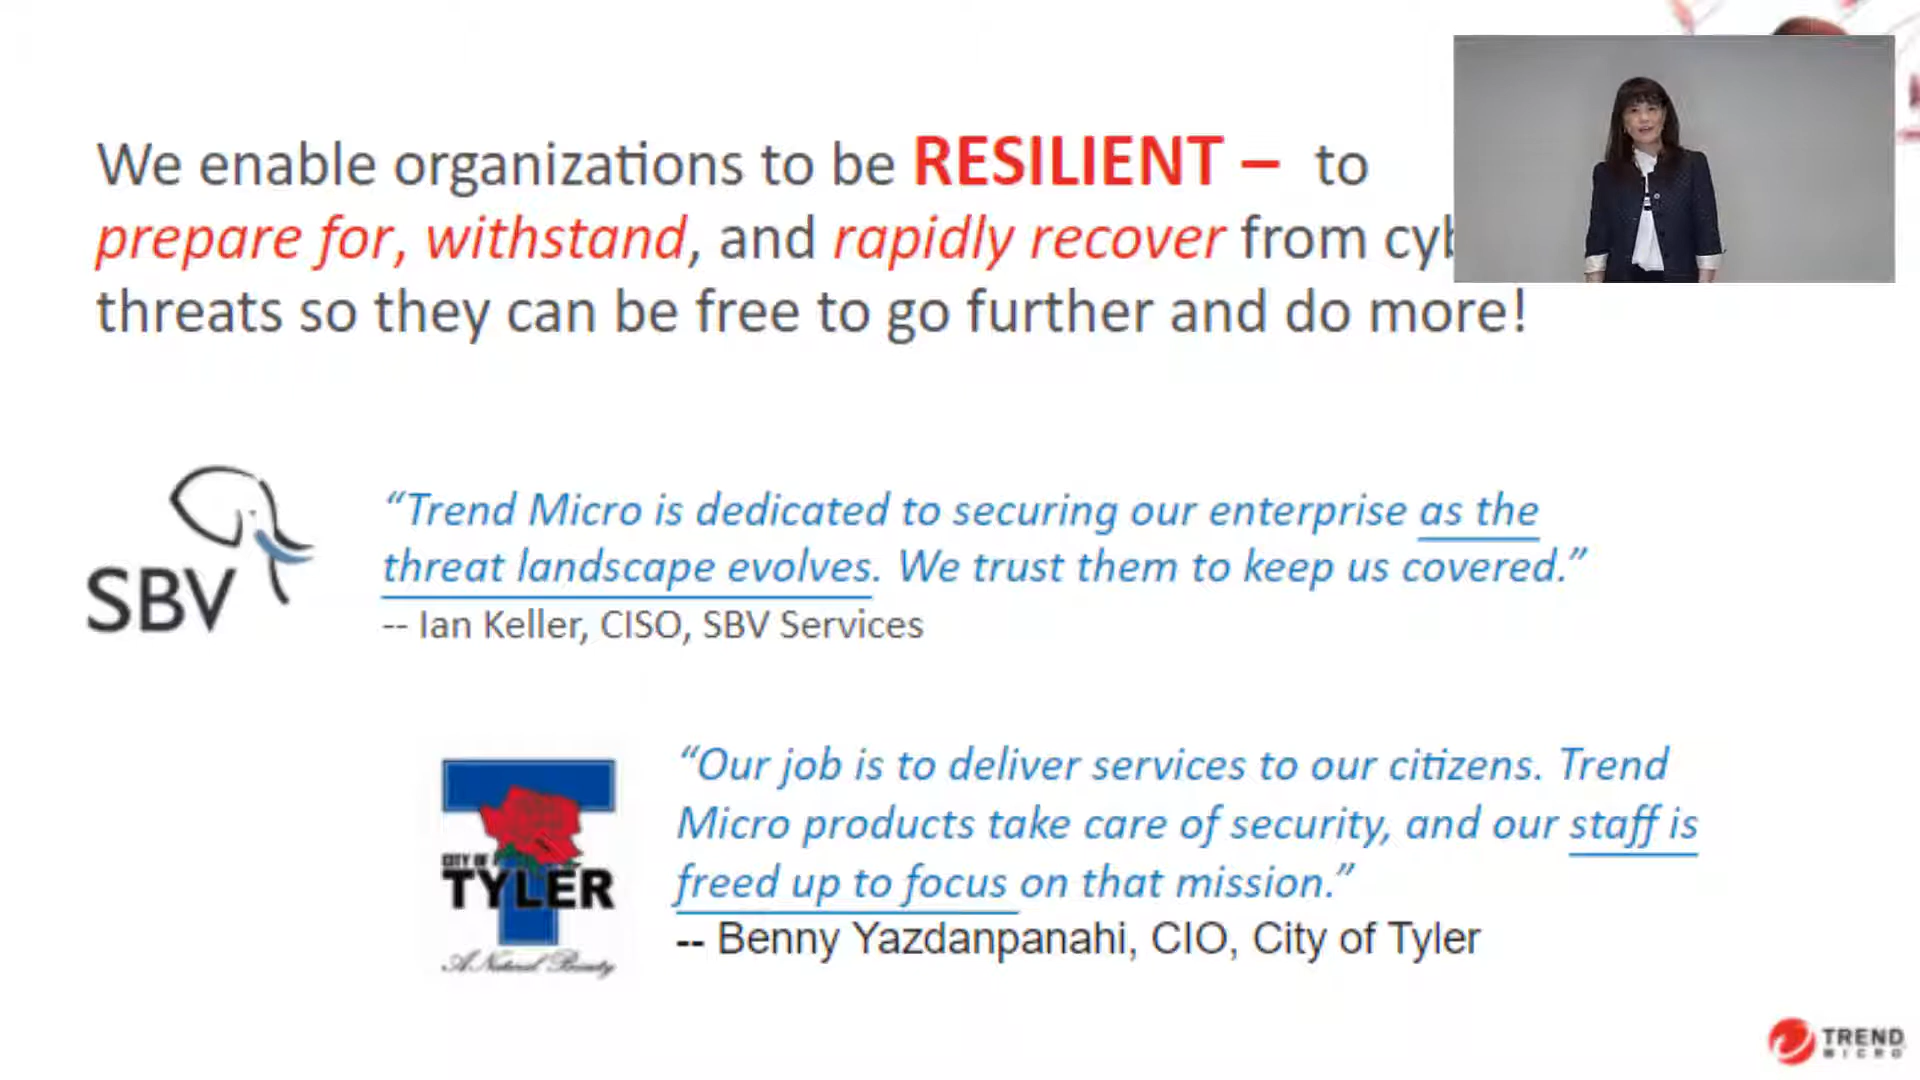 We enable organizations to be RESILIENT – to
prepare for, withstand, and rapidly recover from cyb
threats so they can be free to go further and do more!
SBV
“Trend Micro is dedicated to securing our enterprise as the
threat landscape evolves. We trust them to keep us covered.”
-- Ian Keller, CISO, SBV Services
CITY OF
TYLER
A Natural Beauty
“Our job is to deliver services to our citizens. Trend
Micro products take care of security, and our staff is
freed up to focus on that mission.”
-- Benny Yazdanpanahi, CIO, City of Tyler
TREND
MICRO